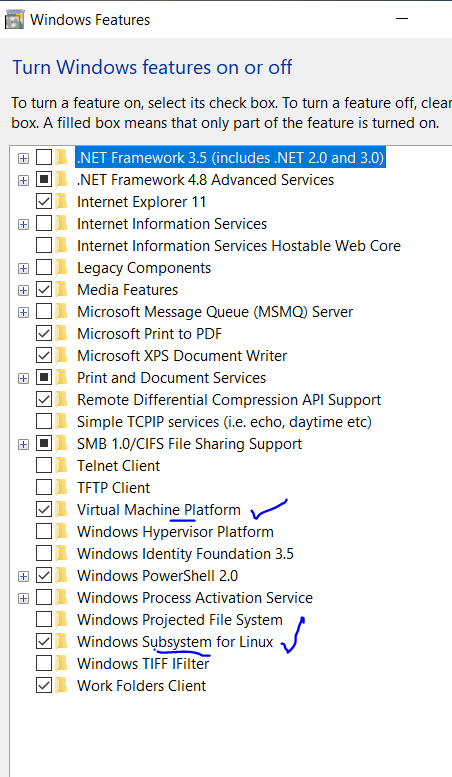 Windows Features
Turn Windows features on or off
To turn a feature on, select its check box. To turn a feature off, clear
box. A filled box means that only part of the feature is turned on.
.NET Framework 3.5 (includes .NET 2.0 and 3.0)
.NET Framework 4.8 Advanced Services
Internet Explorer 11
Internet Information Services
Internet Information Services Hostable Web Core
Legacy Components
Media Features
Microsoft Message Queue (MSMQ) Server
Microsoft Print to PDF
Microsoft XPS Document Writer
Print and Document Services
Remote Differential Compression API Support
Simple TCPIP services (i.e. echo, daytime etc)
SMB 1.0/CIFS File Sharing Support
Telnet Client
TFTP Client
Virtual Machine Platform
Windows Hypervisor Platform
Windows Identity Foundation 3.5
Windows PowerShell 2.0
Windows Process Activation Service
Windows Projected File System
Windows Subsystem for Linux
Windows TIFF IFilter
Work Folders Client